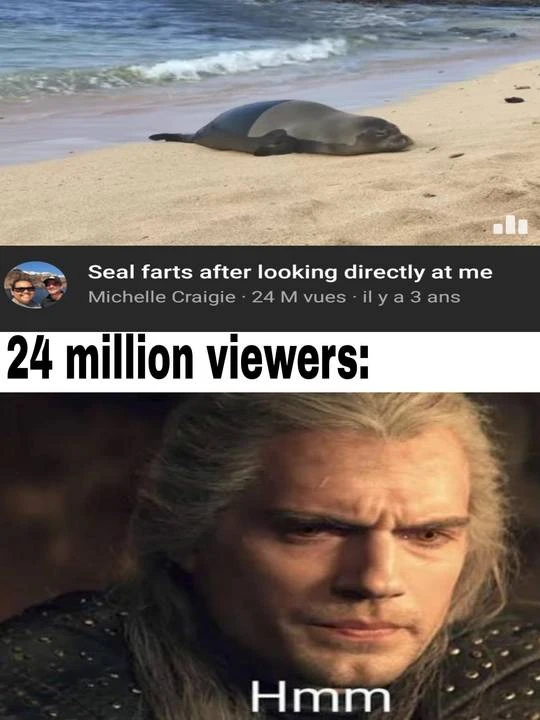 Seal farts after looking directly at me
Michelle Craigie · 24 M vues · il y a 3 ans
24 million viewers:
Hmm